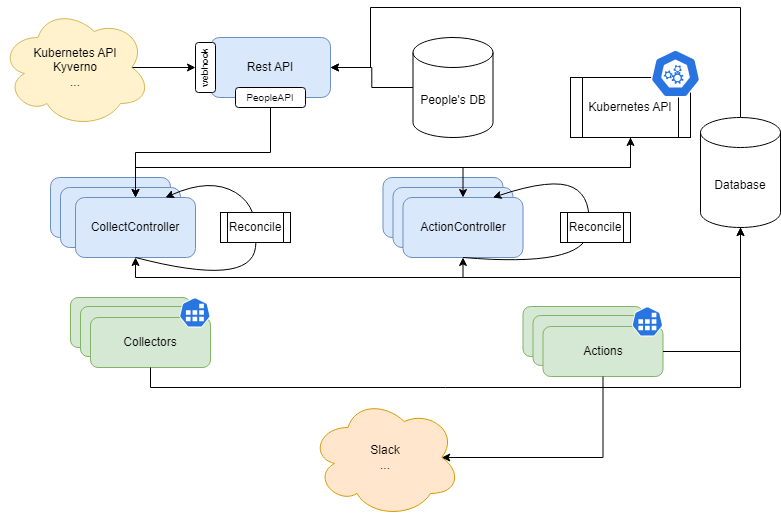 Kubernetes API
Kyverno
...
webhook
Rest API
PeopleAPI
People's DB
Kubernetes API
Database
CollectController
Reconcile
ActionController
Reconcile
Collectors
Actions
Slack
...